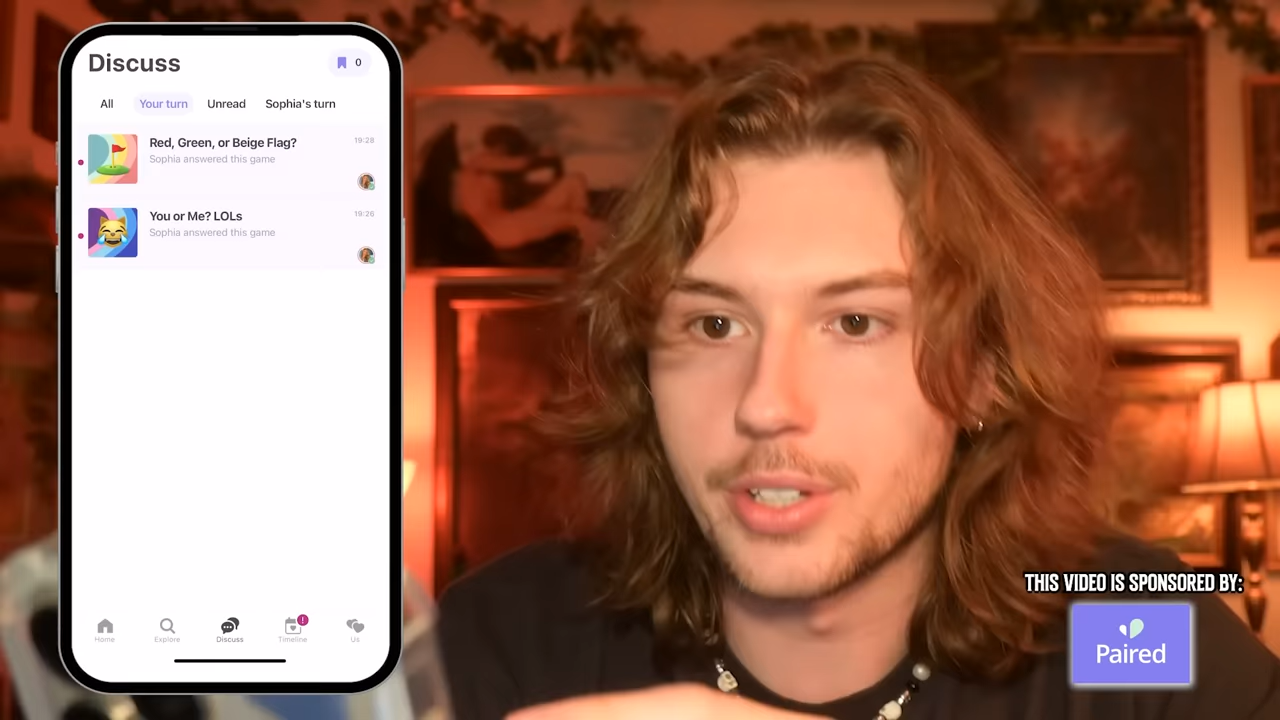 Discuss
0
All Your turn Unread Sophia's turn
Red, Green, or Beige Flag? 19:28
Sophia answered this game
You or Me? LOLs 19:26
Sophia answered this game
Home Explore Discuss Timeline Us
!
THIS VIDEO IS SPONSORED BY:
Paired